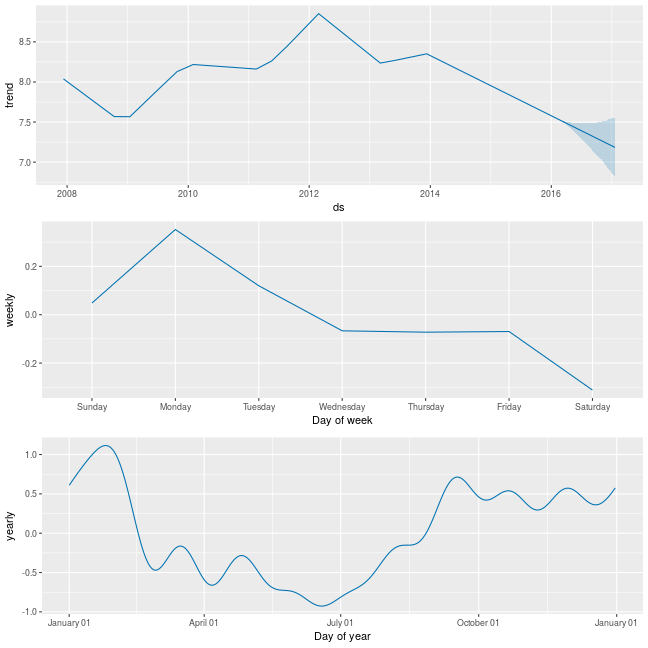 trend
8.5
8.0
7.5
7.0
2008 2010 2012 2014 2016
ds
weekly
0.2
0.0
-0.2
Sunday Monday Tuesday Wednesday Thursday Friday Saturday
Day of week
yearly
1.0
0.5
0.0
-0.5
-1.0
January 01 April 01 July 01 October 01 January 01
Day of year